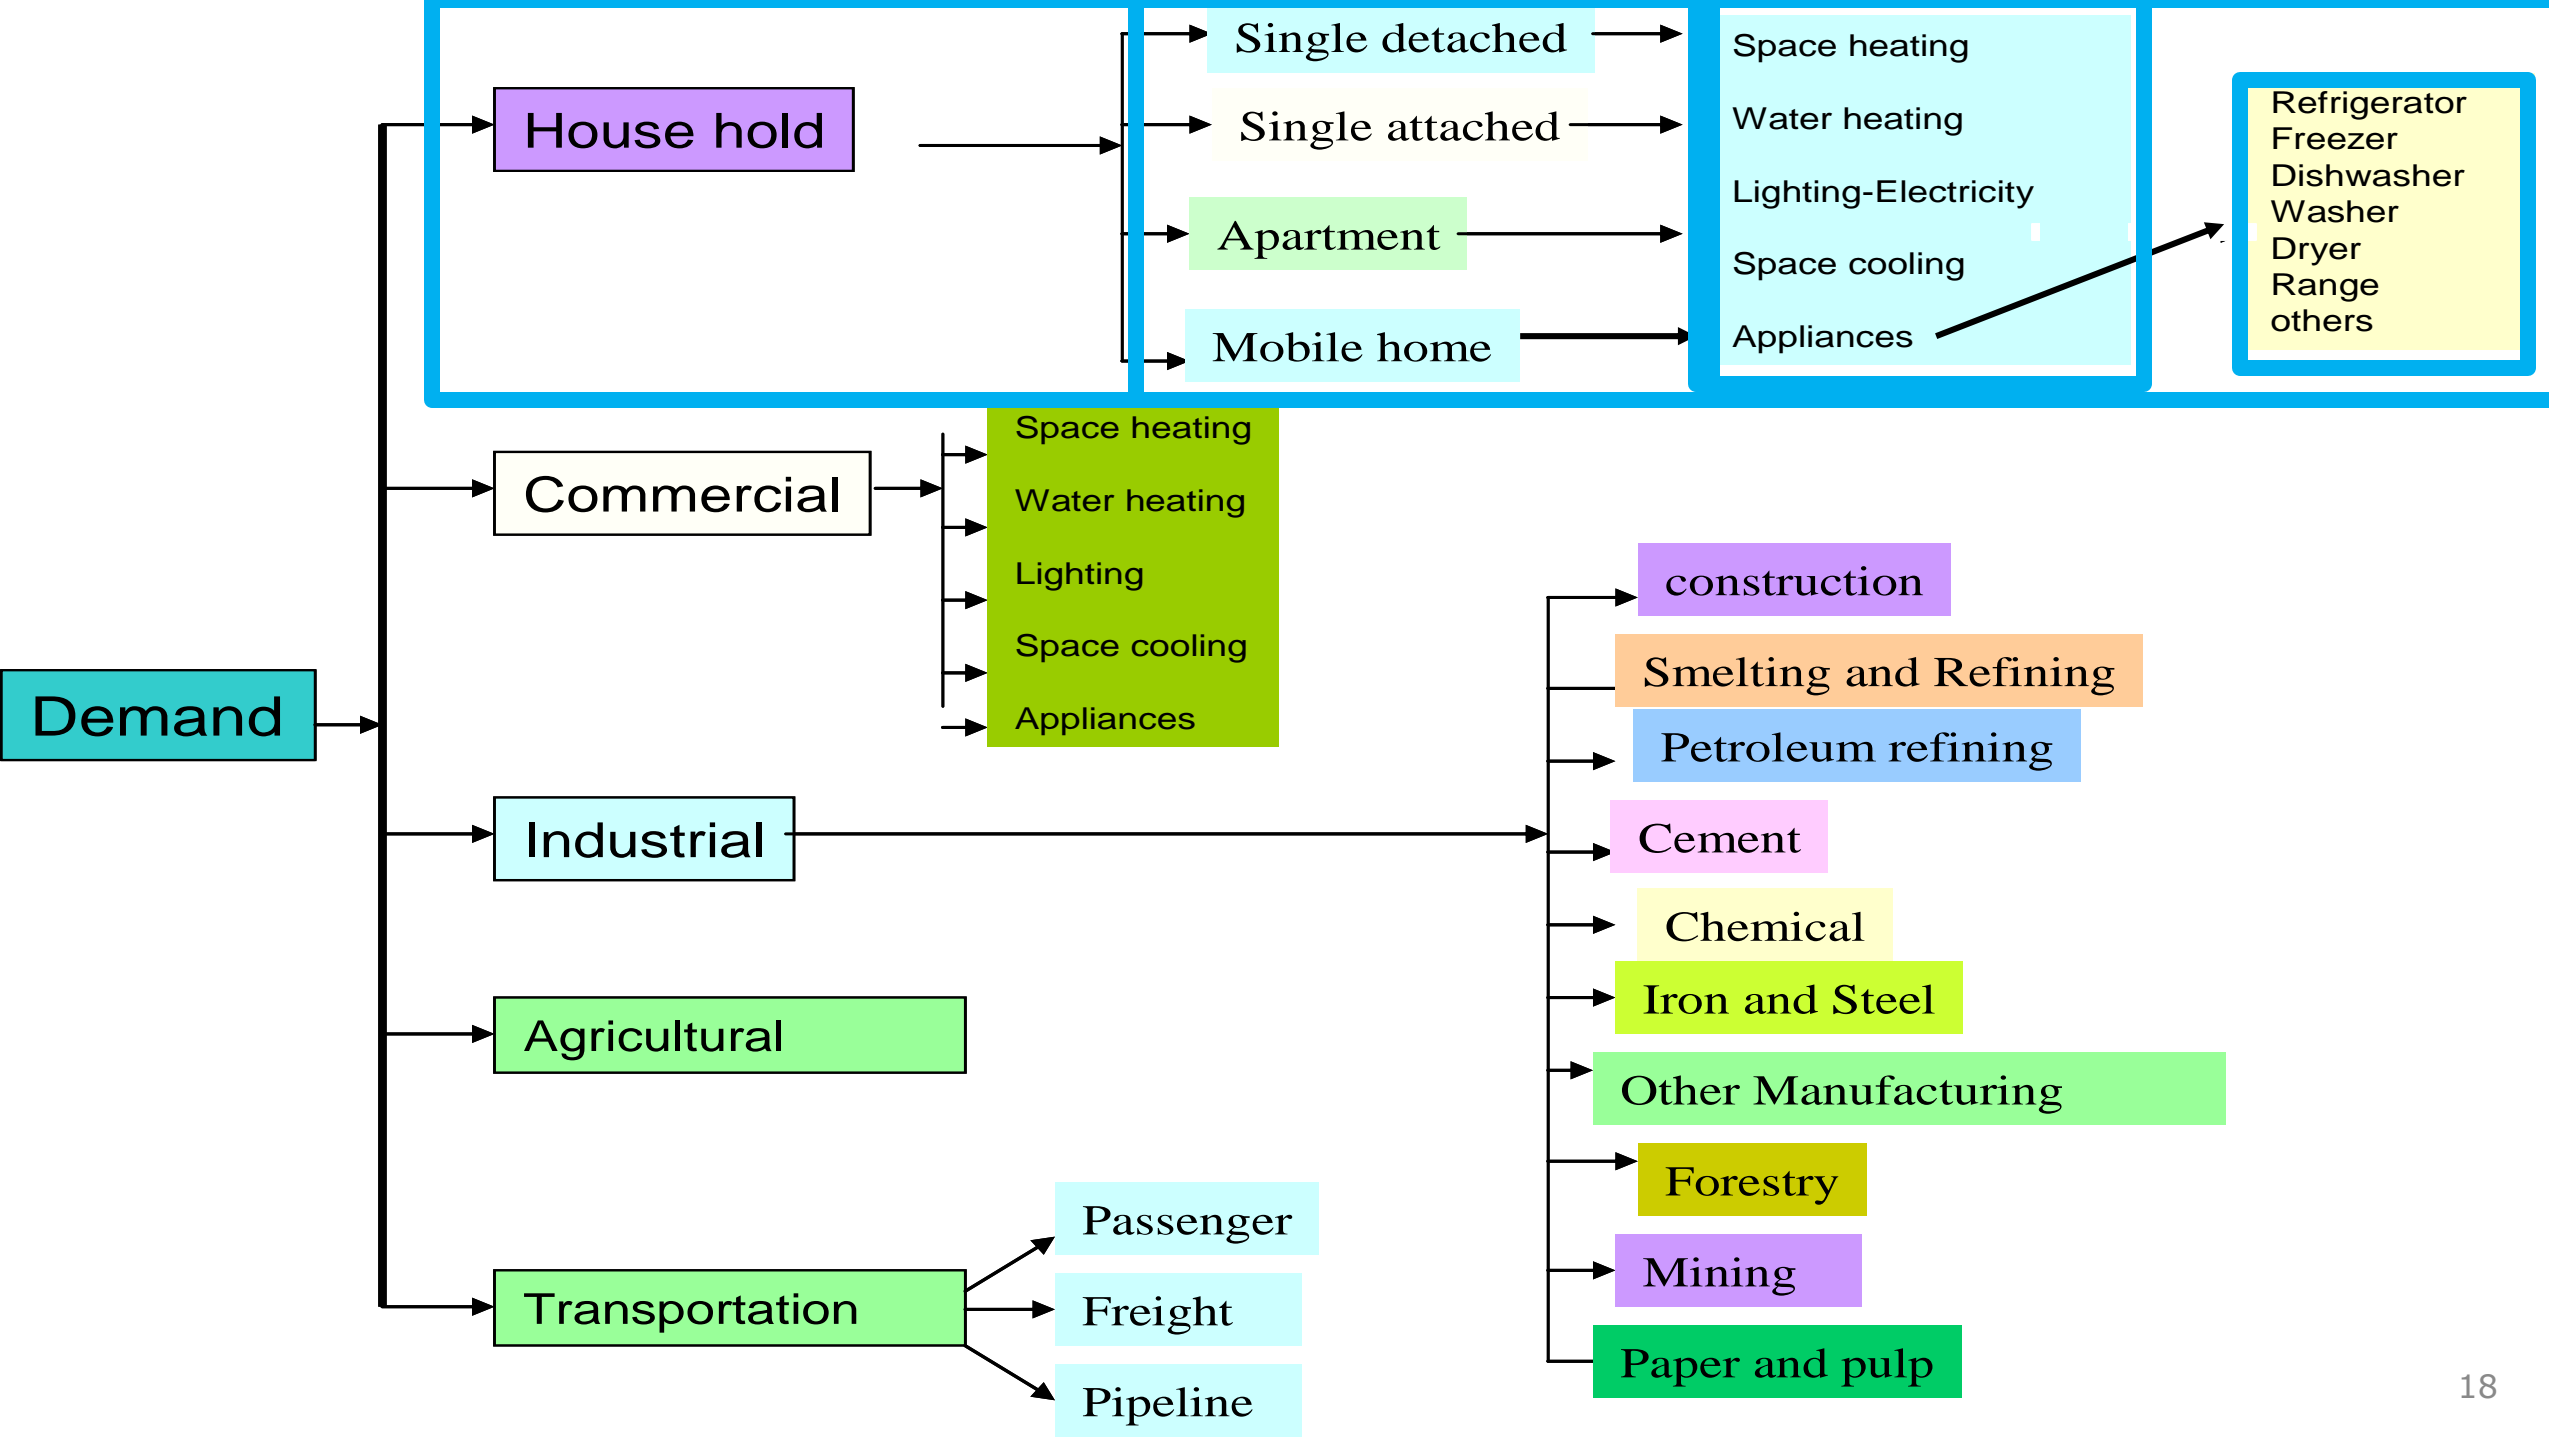 Demand
House hold
Single detached
Single attached
Apartment
Mobile home
Space heating
Water heating
Lighting-Electricity
Space cooling
Appliances
Refrigerator
Freezer
Dishwasher
Washer
Dryer
Range
others
Commercial
Space heating
Water heating
Lighting
Space cooling
Appliances
Industrial
construction
Smelting and Refining
Petroleum refining
Cement
Chemical
Iron and Steel
Other Manufacturing
Forestry
Mining
Paper and pulp
Agricultural
Transportation
Passenger
Freight
Pipeline
18